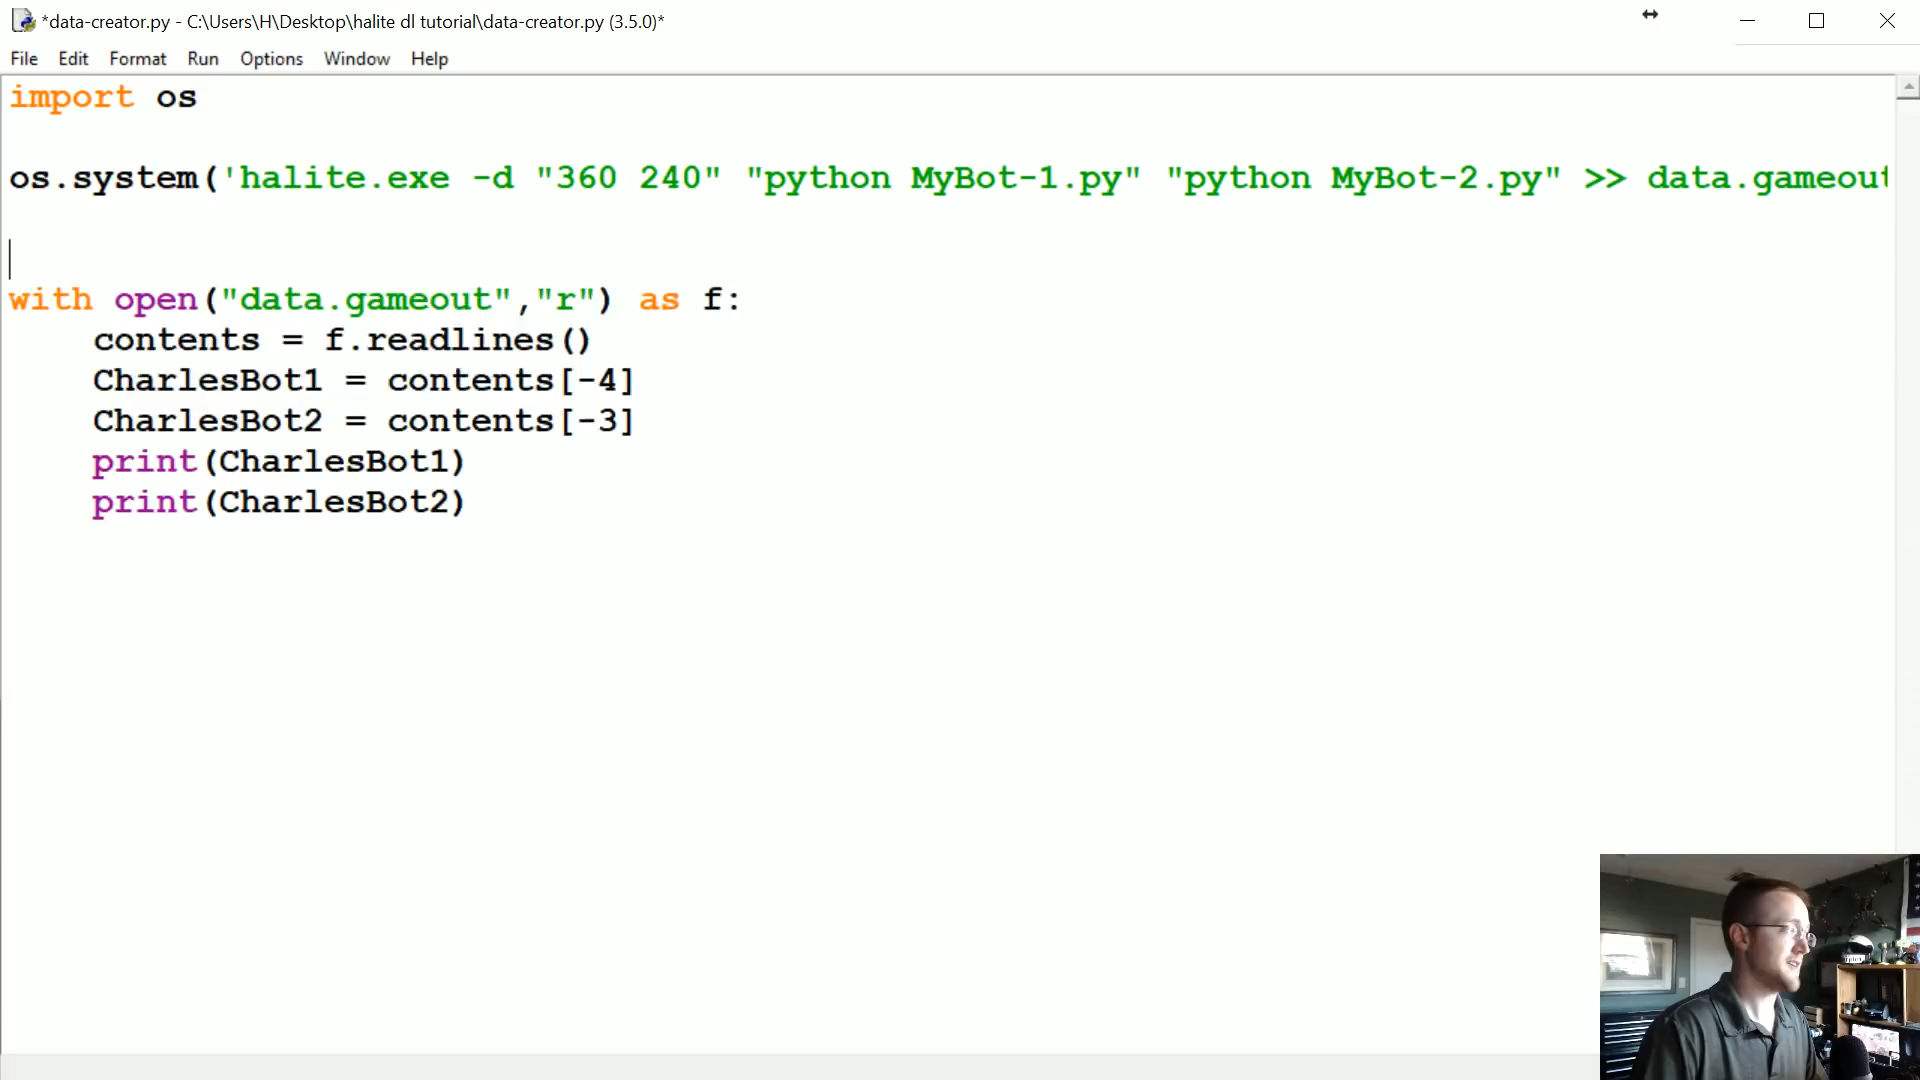 *data-creator.py - C:\Users\H\Desktop\halite dl tutorial\data-creator.py (3.5.0)*
File Edit Format Run Options Window Help
import os
os.system('halite.exe -d "360 240" "python MyBot-1.py" "python MyBot-2.py" >> data.gameout
with open("data.gameout","r") as f:
    contents = f.readlines()
    CharlesBot1 = contents[-4]
    CharlesBot2 = contents[-3]
    print(CharlesBot1)
    print(CharlesBot2)